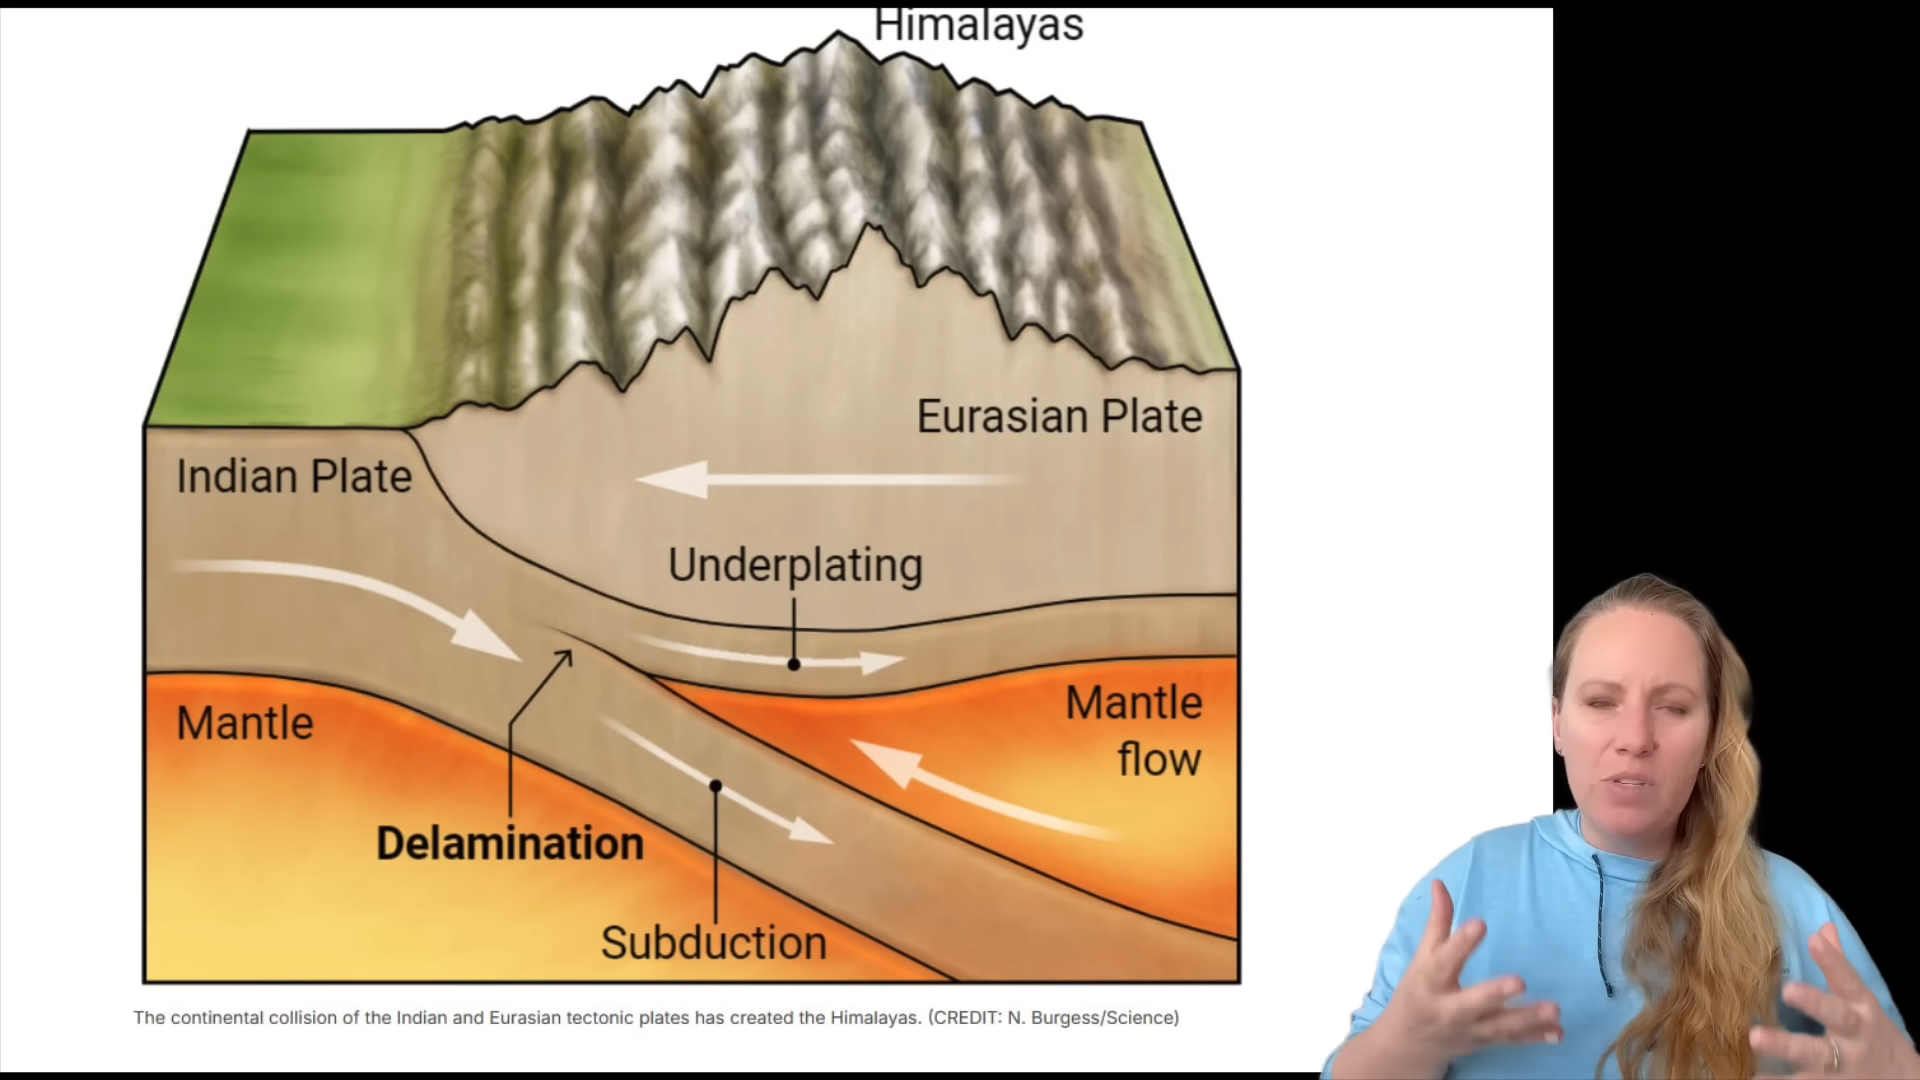 Himalayas
Eurasian Plate
Indian Plate
Underplating
Mantle
Mantle
flow
Delamination
Subduction
The continental collision of the Indian and Eurasian tectonic plates has created the Himalayas. (CREDIT: N. Burgess/Science)